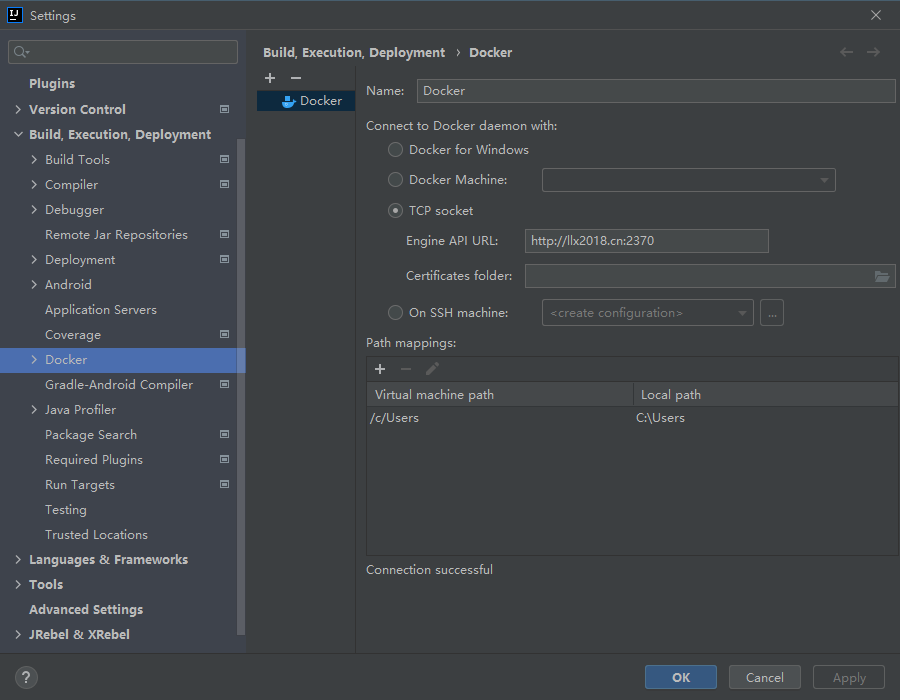 Settings
Plugins
Version Control
Build, Execution, Deployment
Build Tools
Compiler
Debugger
Remote Jar Repositories
Deployment
Android
Application Servers
Coverage
Docker
Gradle-Android Compiler
Java Profiler
Package Search
Required Plugins
Run Targets
Testing
Trusted Locations
Languages & Frameworks
Tools
Advanced Settings
JRebel & XRebel
Build, Execution, Deployment › Docker
Docker
Name: Docker
Connect to Docker daemon with:
Docker for Windows
Docker Machine:
TCP socket
Engine API URL: http://llx2018.cn:2370
Certificates folder:
On SSH machine: <create configuration> ...
Path mappings:
Virtual machine path Local path
/c/Users C:\Users
Connection successful
? OK Cancel Apply